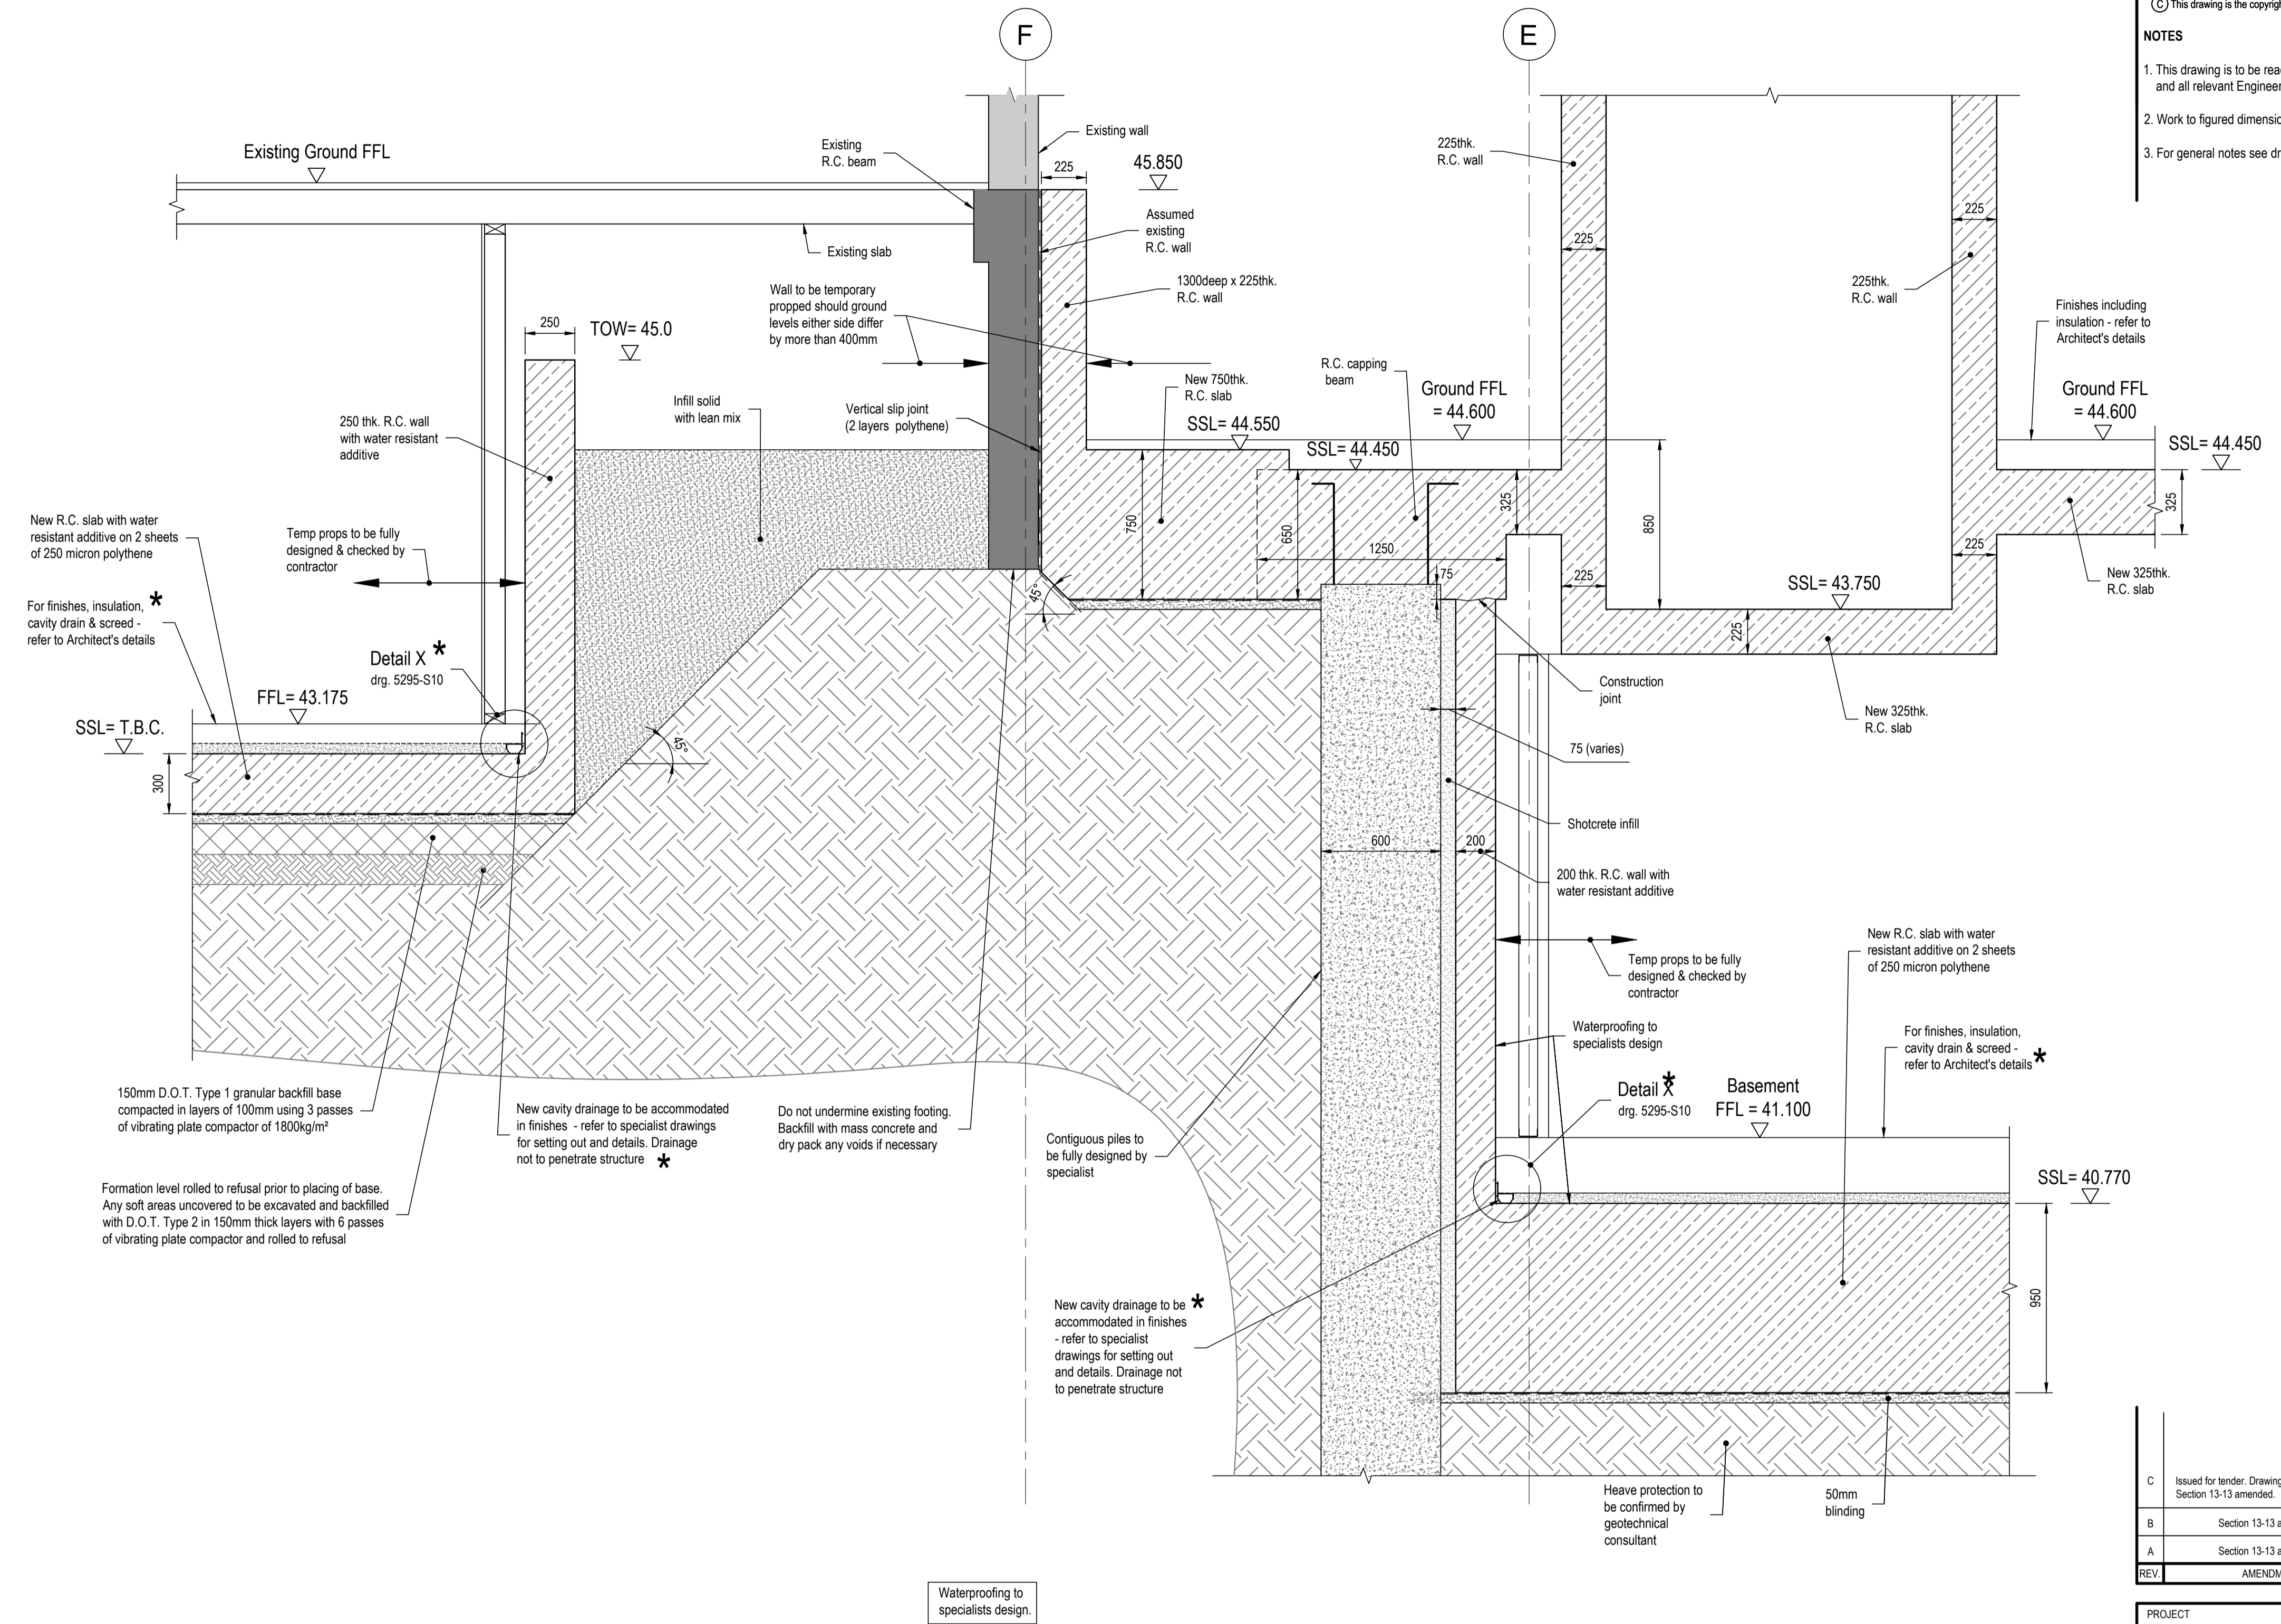 F
E
C This drawing is the copyrigh
NOTES
1. This drawing is to be rea
and all relevant Engineer
2. Work to figured dimensio
3. For general notes see dr
Existing Ground FFL
Existing
R.C. beam
Existing wall
225
45.850
Assumed
existing
R.C. wall
Existing slab
1300deep x 225thk.
R.C. wall
Wall to be temporary
propped should ground
levels either side differ
by more than 400mm
225thk.
R.C. wall
225
225
225thk.
R.C. wall
Finishes including
insulation - refer to
Architect's details
250
TOW= 45.0
Infill solid
with lean mix
Vertical slip joint
(2 layers polythene)
New 750thk.
R.C. slab
R.C. capping
beam
SSL= 44.550
SSL= 44.450
Ground FFL
= 44.600
Ground FFL
= 44.600
SSL= 44.450
250 thk. R.C. wall
with water resistant
additive
New R.C. slab with water
resistant additive on 2 sheets
of 250 micron polythene
Temp props to be fully
designed & checked by
contractor
750
650
1250
325
850
325
75
225
225
45°
SSL= 43.750
225
New 325thk.
R.C. slab
For finishes, insulation, *
cavity drain & screed -
refer to Architect's details
Detail X *
drg. 5295-S10
FFL= 43.175
SSL= T.B.C.
300
45°
Construction
joint
New 325thk.
R.C. slab
75 (varies)
Shotcrete infill
600
200
200 thk. R.C. wall with
water resistant additive
New R.C. slab with water
resistant additive on 2 sheets
of 250 micron polythene
Temp props to be fully
designed & checked by
contractor
Waterproofing to
specialists design
For finishes, insulation,
cavity drain & screed -
refer to Architect's details *
Detail X *
drg. 5295-S10
Basement
FFL = 41.100
SSL= 40.770
950
150mm D.O.T. Type 1 granular backfill base
compacted in layers of 100mm using 3 passes
of vibrating plate compactor of 1800kg/m²
New cavity drainage to be accommodated
in finishes - refer to specialist drawings
for setting out and details. Drainage
not to penetrate structure *
Do not undermine existing footing.
Backfill with mass concrete and
dry pack any voids if necessary
Contiguous piles to
be fully designed by
specialist
Formation level rolled to refusal prior to placing of base.
Any soft areas uncovered to be excavated and backfilled
with D.O.T. Type 2 in 150mm thick layers with 6 passes
of vibrating plate compactor and rolled to refusal
New cavity drainage to be *
accommodated in finishes
- refer to specialist
drawings for setting out
and details. Drainage not
to penetrate structure
Heave protection to
be confirmed by
geotechnical
consultant
50mm
blinding
C Issued for tender. Drawing
Section 13-13 amended.
B Section 13-13 a
A Section 13-13 a
REV. AMENDM
PROJECT
Waterproofing to
specialists design.